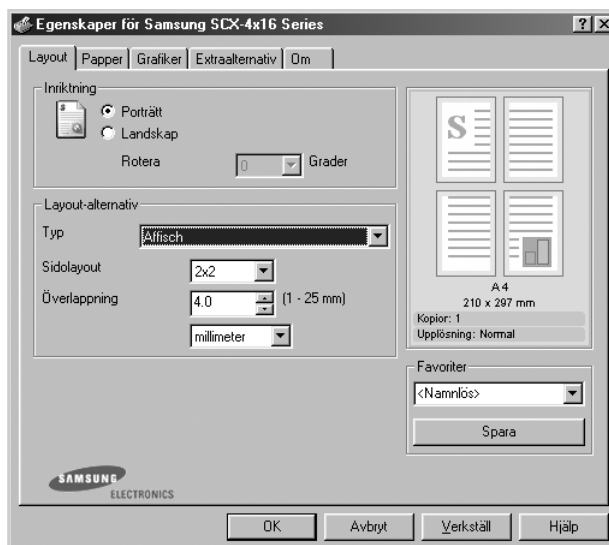 Egenskaper för Samsung SCX-4x16 Series
Layout Papper Grafiker Extraalternativ Om
Inriktning
Porträtt
Landskap
Rotera 0 Grader
Layout-alternativ
Typ Affisch
Sidolayout 2x2
Överlappning 4.0 (1 - 25 mm)
millimeter
S
A4
210 x 297 mm
Kopior: 1
Upplösning: Normal
Favoriter
<Namnlös>
Spara
SAMSUNG
ELECTRONICS
OK Avbryt Verkställ Hjälp